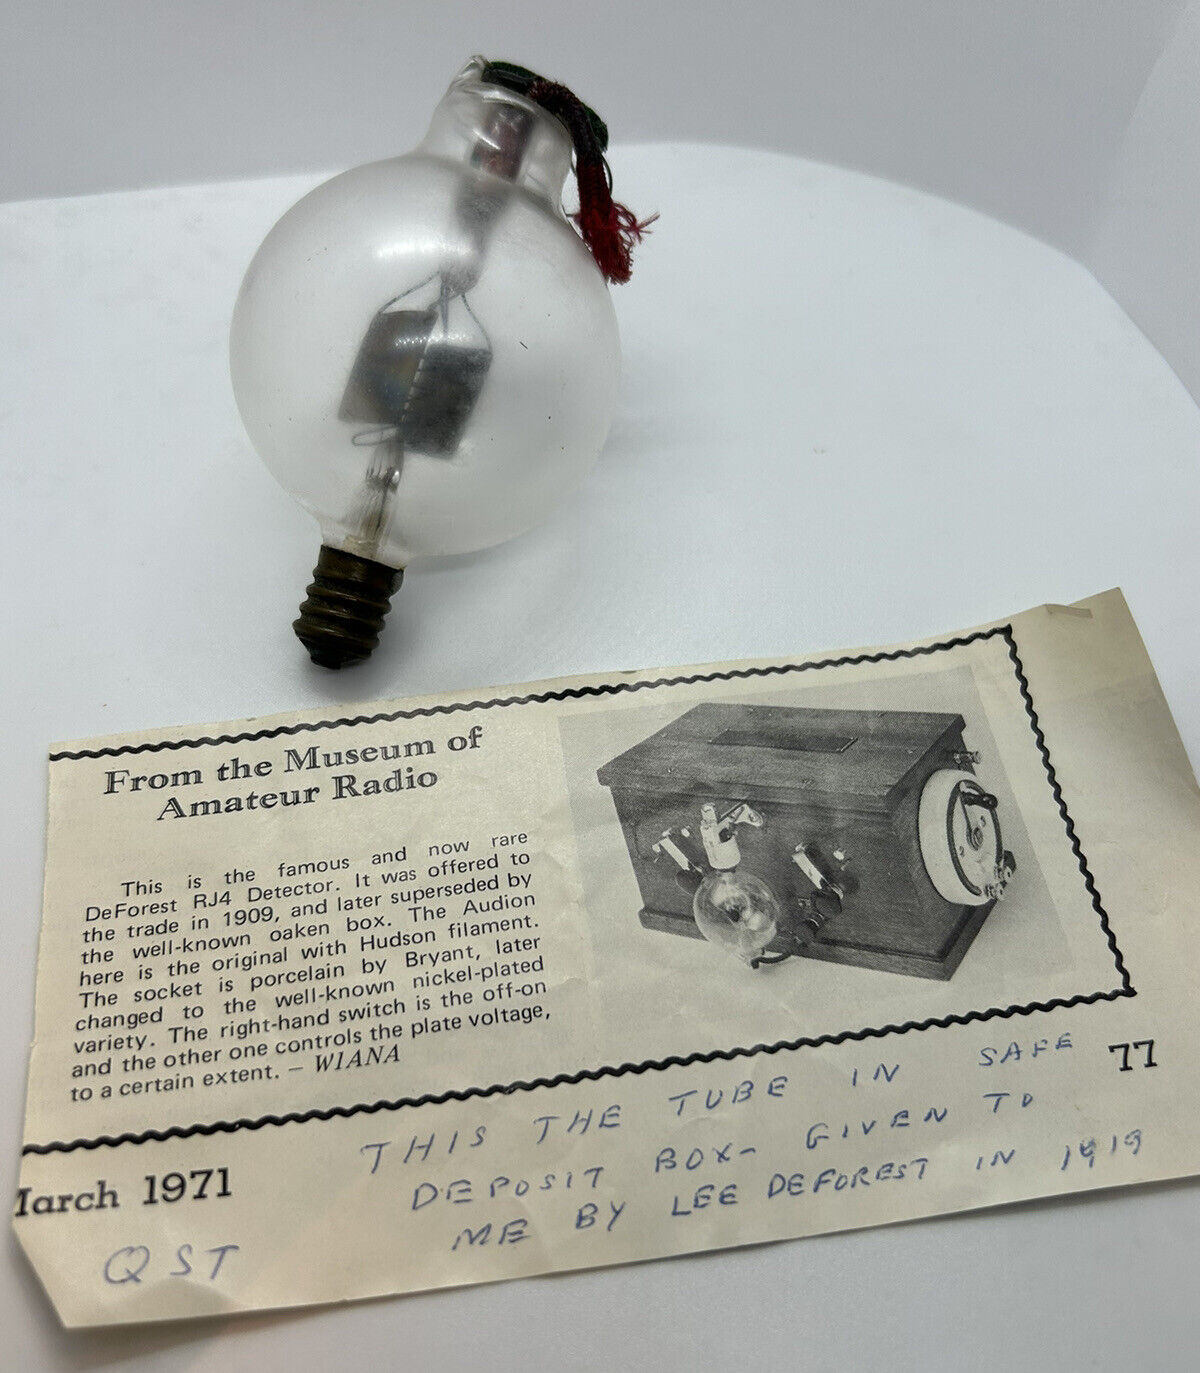 From the Museum of
Amateur Radio
This is the famous and now rare
DeForest RJ4 Detector. It was offered to
the trade in 1909, and later superseded by
the well-known oaken box. The Audion
here is the original with Hudson filament.
The socket is porcelain by Bryant, later
changed to the well-known nickel-plated
variety. The right-hand switch is the off-on
and the other one controls the plate voltage,
to a certain extent. — W1ANA
77
THIS THE TUBE IN SAFE
DEPOSIT BOX- GIVEN TO
ME BY LEE DEFOREST IN 1919
March 1971
QST